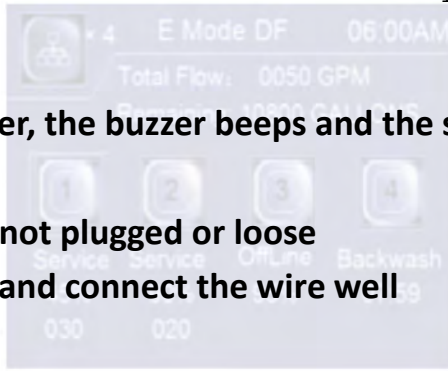 × 4 E Mode DF 06:00AM
Total Flow: 0050 GPM
er, the buzzer beeps and the s
1 2 3 4
not plugged or loose
Service Service OffLine Backwash
and connect the wire well
59
030 020